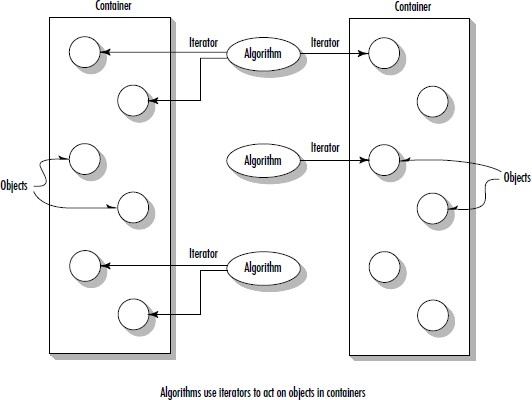 Container
Container
Iterator
Algorithm
Iterator
Iterator
Algorithm
Objects
Objects
Iterator
Algorithm
Algorithms use iterators to act on objects in containers